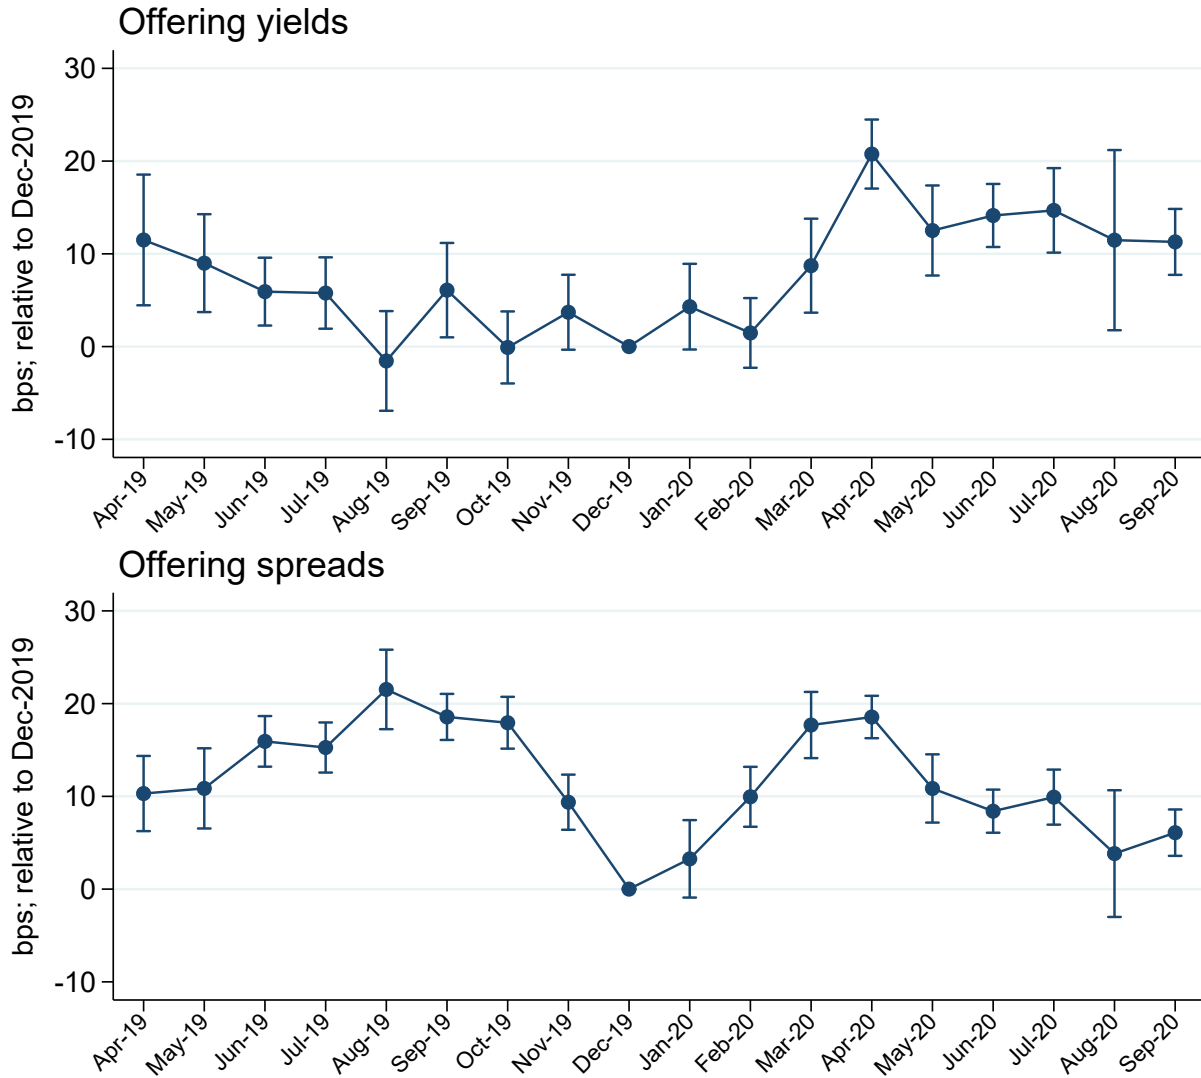 Offering yields
bps; relative to Dec-2019
30
20
10
0
-10
Apr-19 May-19 Jun-19 Jul-19 Aug-19 Sep-19 Oct-19 Nov-19 Dec-19 Jan-20 Feb-20 Mar-20 Apr-20 May-20 Jun-20 Jul-20 Aug-20 Sep-20
Offering spreads
bps; relative to Dec-2019
30
20
10
0
-10
Apr-19 May-19 Jun-19 Jul-19 Aug-19 Sep-19 Oct-19 Nov-19 Dec-19 Jan-20 Feb-20 Mar-20 Apr-20 May-20 Jun-20 Jul-20 Aug-20 Sep-20